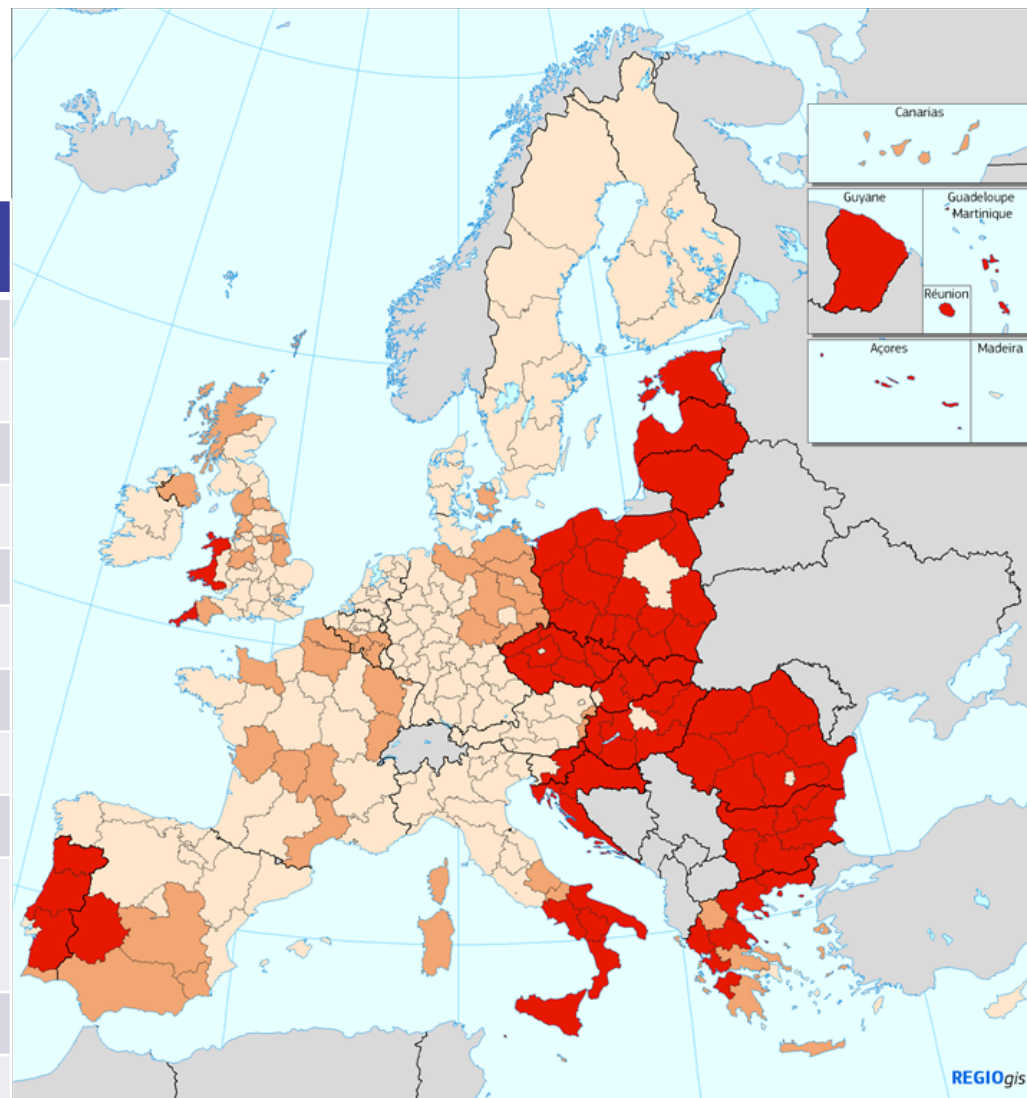 Canarias
Guyane
Guadeloupe
Martinique
Réunion
Açores
Madeira
REGIOgis